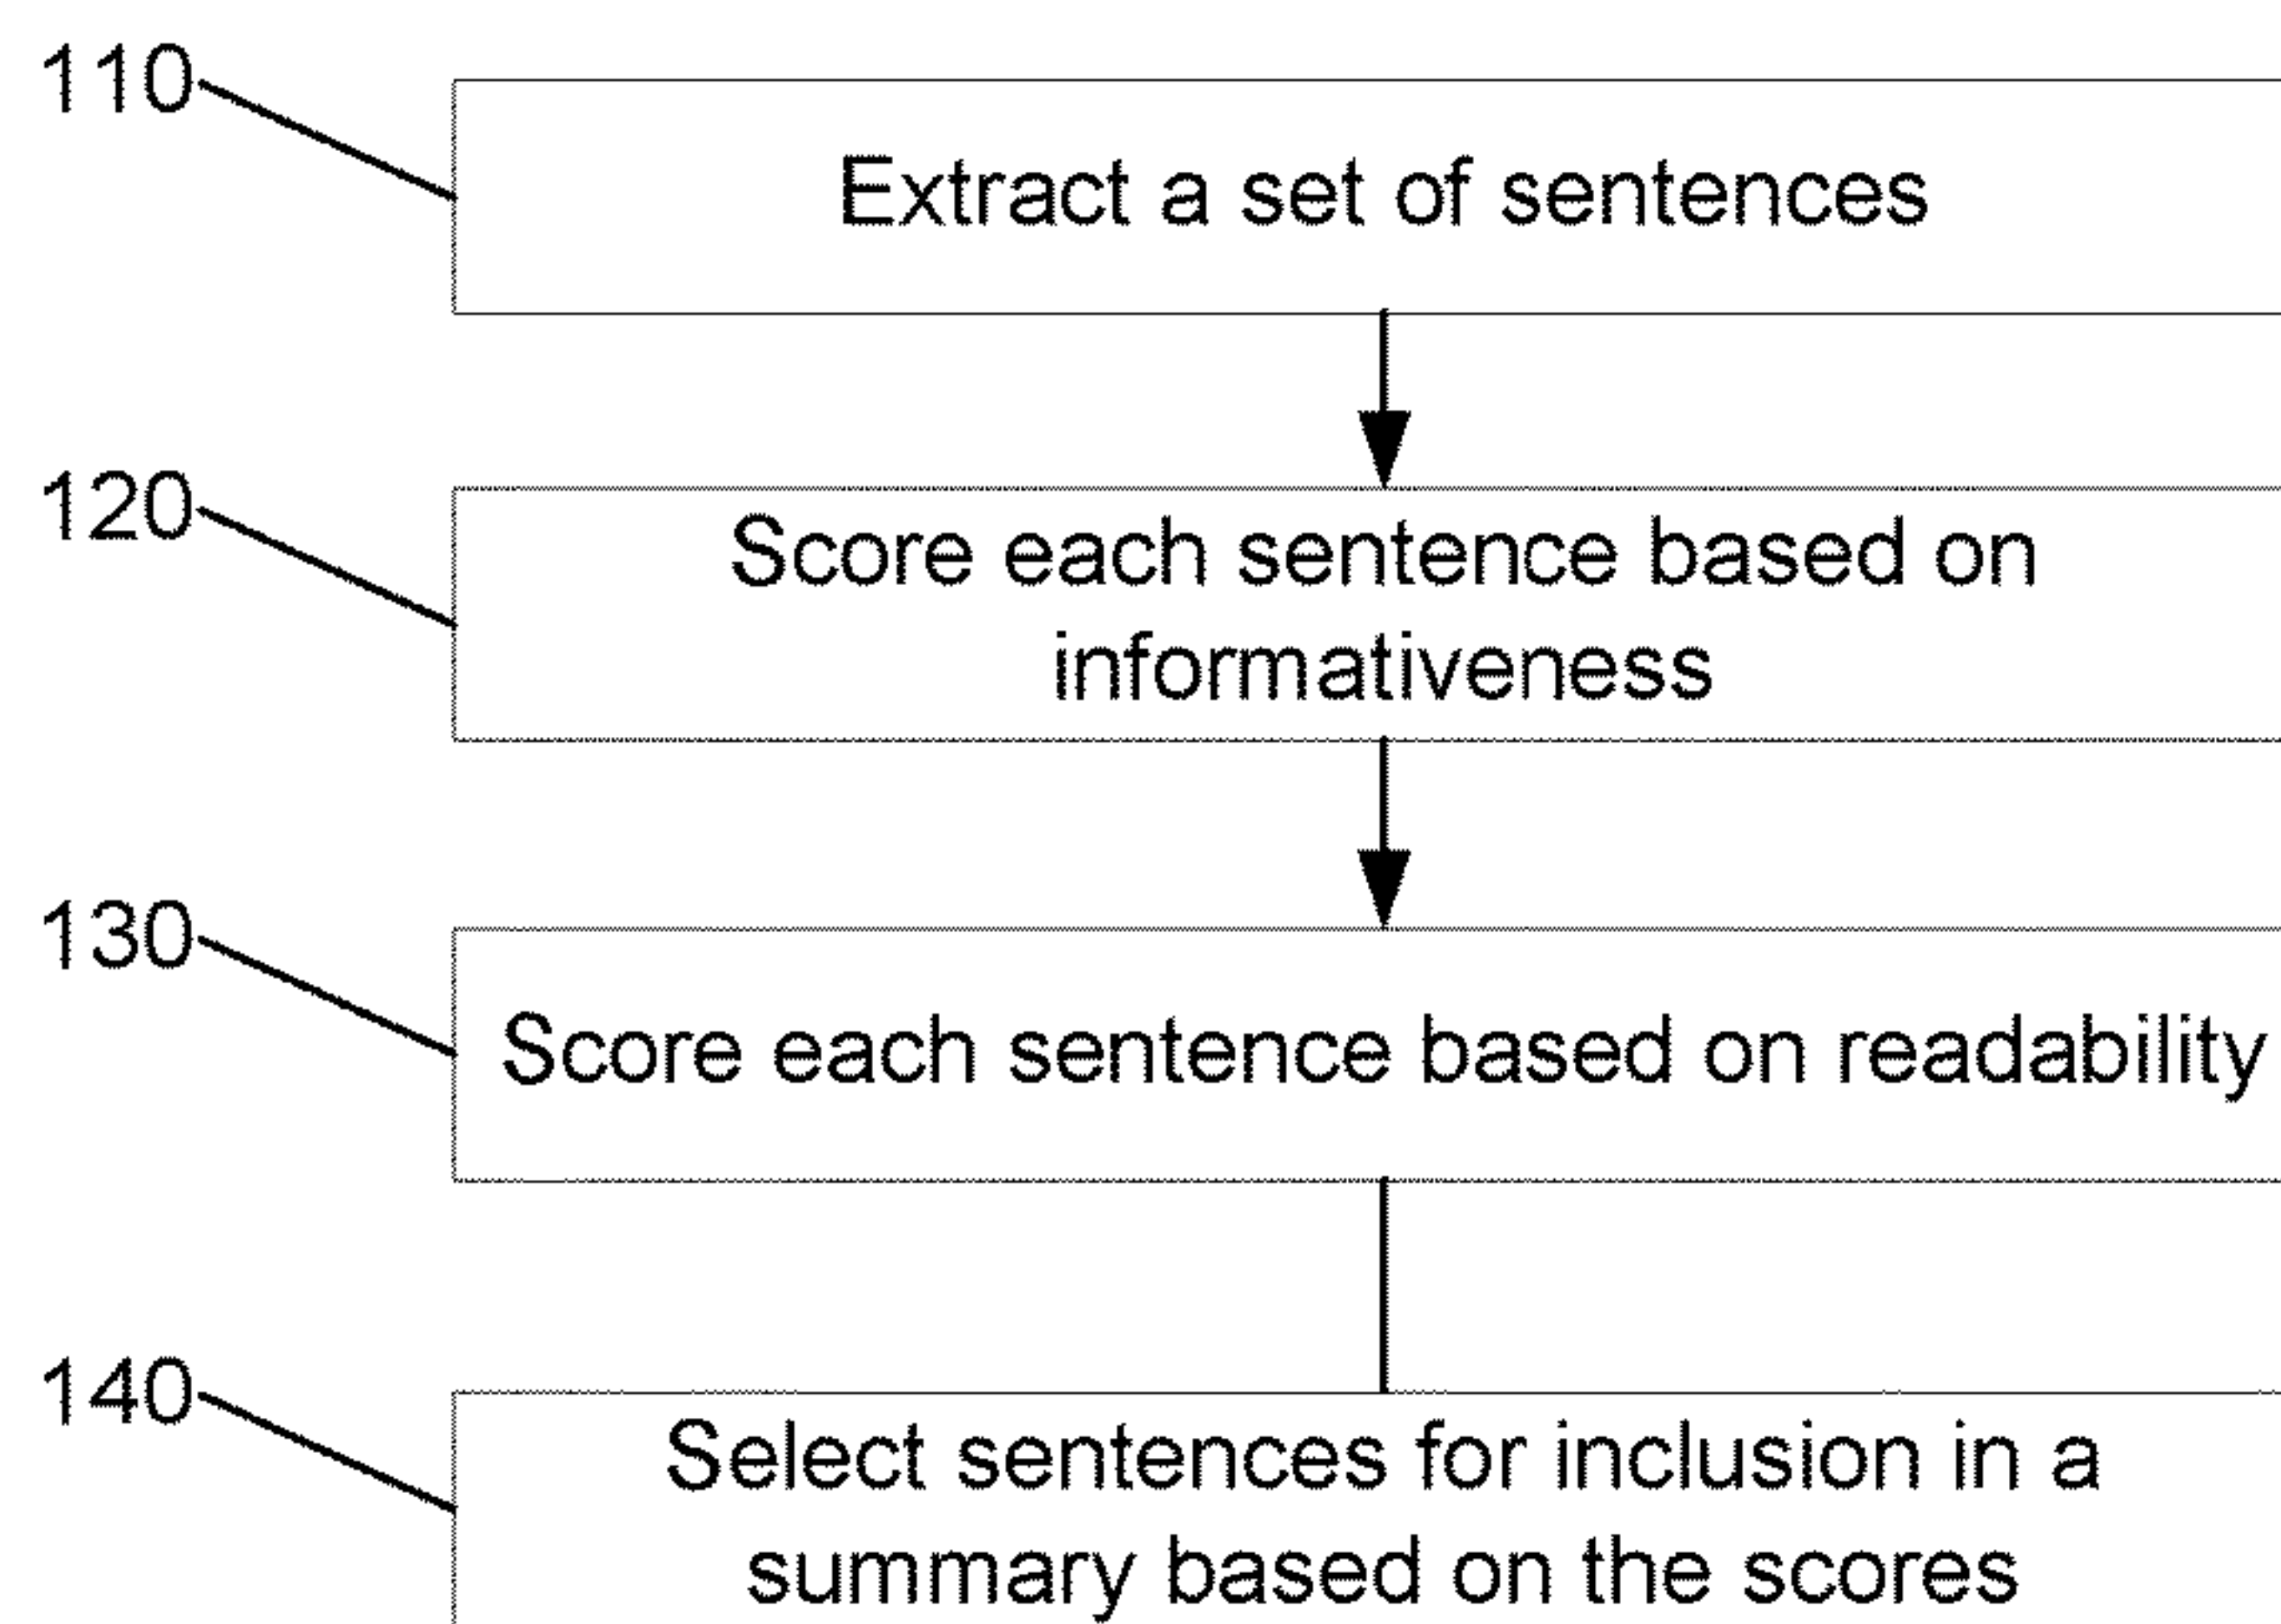 110
Extract a set of sentences
120
Score each sentence based on
informativeness
130
Score each sentence based on readability
140
Select sentences for inclusion in a
summary based on the scores